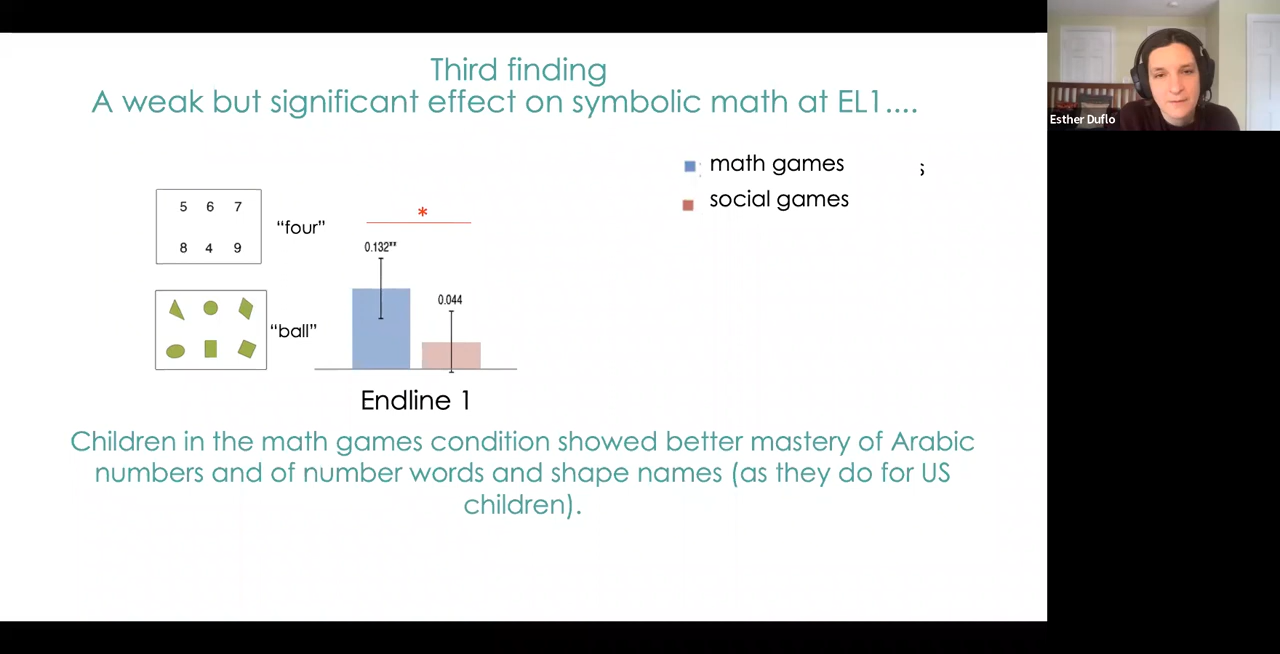 Third finding
A weak but significant effect on symbolic math at EL1....
math games
s
social games
5 6 7
8 4 9
“four”
“ball”
*
0.132**
0.044
Endline 1
Children in the math games condition showed better mastery of Arabic
numbers and of number words and shape names (as they do for US
children).
Esther Duflo